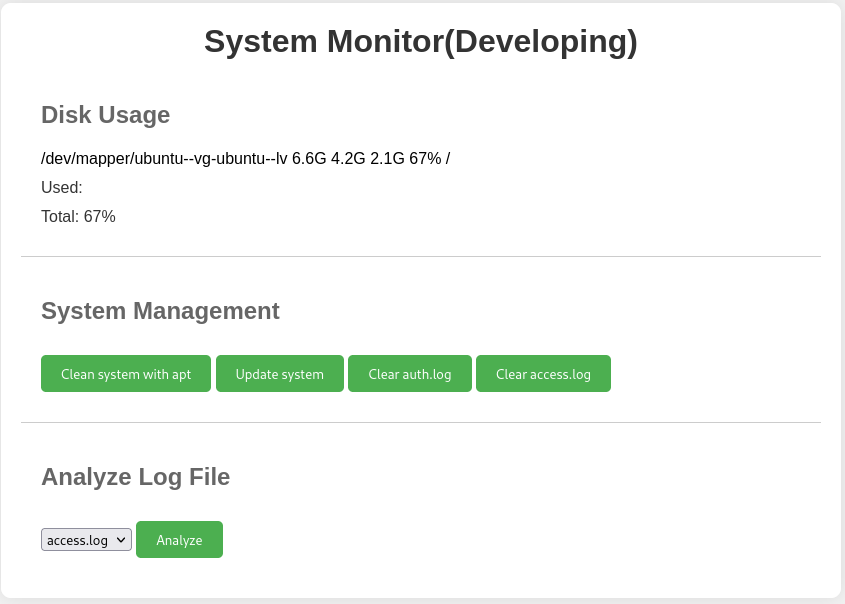 System Monitor(Developing)
Disk Usage
/dev/mapper/ubuntu--vg-ubuntu--lv 6.6G 4.2G 2.1G 67% /
Used:
Total: 67%
System Management
Clean system with apt Update system Clear auth.log Clear access.log
Analyze Log File
access.log Analyze